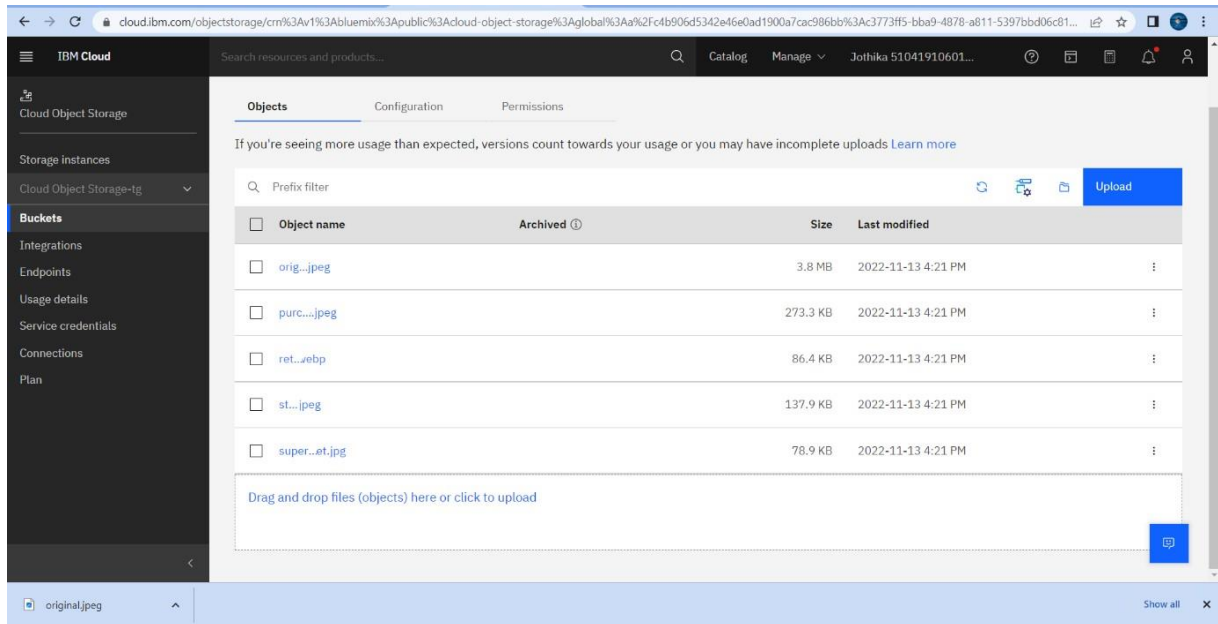 cloud.ibm.com/objectstorage/crn%3Av1%3Abluemix%3Apublic%3Acloud-object-storage%3Aglobal%3Aa%2Fc4b906d5342e46e0ad1900a7cac986bb%3Ac3773ff5-bba9-4878-a811-5397bbd06c81...
IBM Cloud Search resources and products... Catalog Manage Jothika 51041910601...
Cloud Object Storage
Storage instances
Cloud Object Storage-tg
Buckets
Integrations
Endpoints
Usage details
Service credentials
Connections
Plan
Objects Configuration Permissions
If you're seeing more usage than expected, versions count towards your usage or you may have incomplete uploads Learn more
Prefix filter Upload
Object name Archived Size Last modified
orig...jpeg 3.8 MB 2022-11-13 4:21 PM
purc....jpeg 273.3 KB 2022-11-13 4:21 PM
ret...ebp 86.4 KB 2022-11-13 4:21 PM
st...jpeg 137.9 KB 2022-11-13 4:21 PM
super...et.jpg 78.9 KB 2022-11-13 4:21 PM
Drag and drop files (objects) here or click to upload
original.jpeg Show all